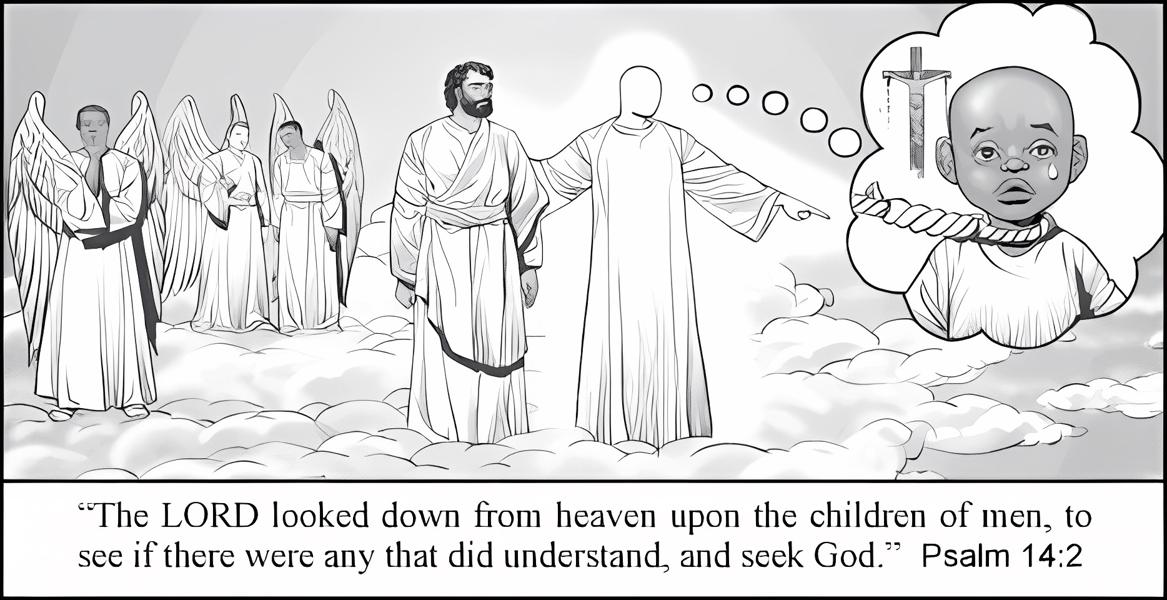 “The LORD looked down from heaven upon the children of men, to
see if there were any that did understand, and seek God.”  Psalm 14:2